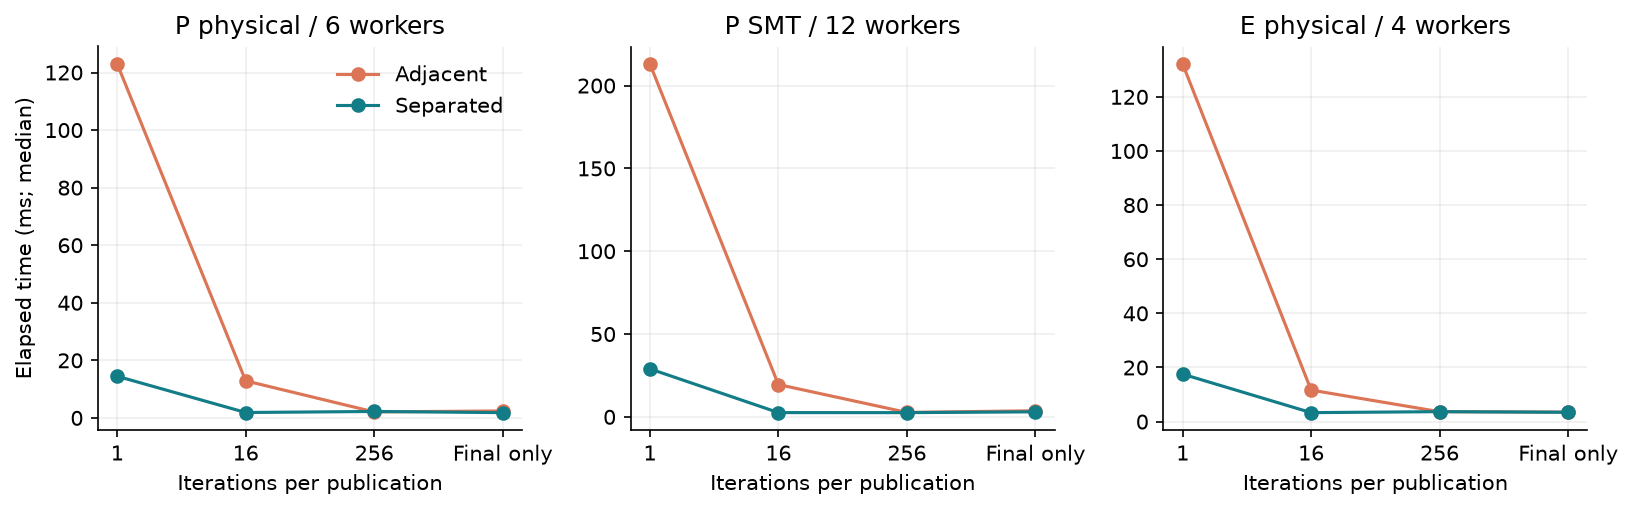 P physical / 6 workers
P SMT / 12 workers
E physical / 4 workers
Elapsed time (ms; median)
120
100
80
60
40
20
0
Adjacent
Separated
1
16
256
Final only
Iterations per publication
200
150
100
50
0
1
16
256
Final only
Iterations per publication
120
100
80
60
40
20
0
1
16
256
Final only
Iterations per publication